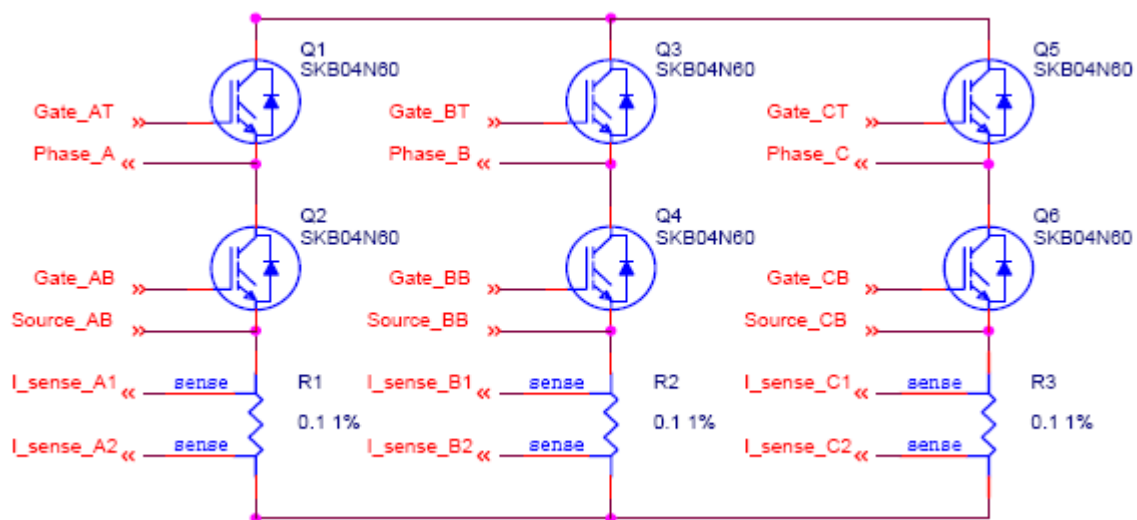 Q1
SKB04N60
Q3
SKB04N60
Q5
SKB04N60
Gate_AT
Gate_BT
Gate_CT
Phase_A
Phase_B
Phase_C
Q2
SKB04N60
Q4
SKB04N60
Q6
SKB04N60
Gate_AB
Gate_BB
Gate_CB
Source_AB
Source_BB
Source_CB
I_sense_A1
sense
R1
I_sense_B1
sense
R2
I_sense_C1
sense
R3
0.1 1%
0.1 1%
0.1 1%
I_sense_A2
sense
I_sense_B2
sense
I_sense_C2
sense